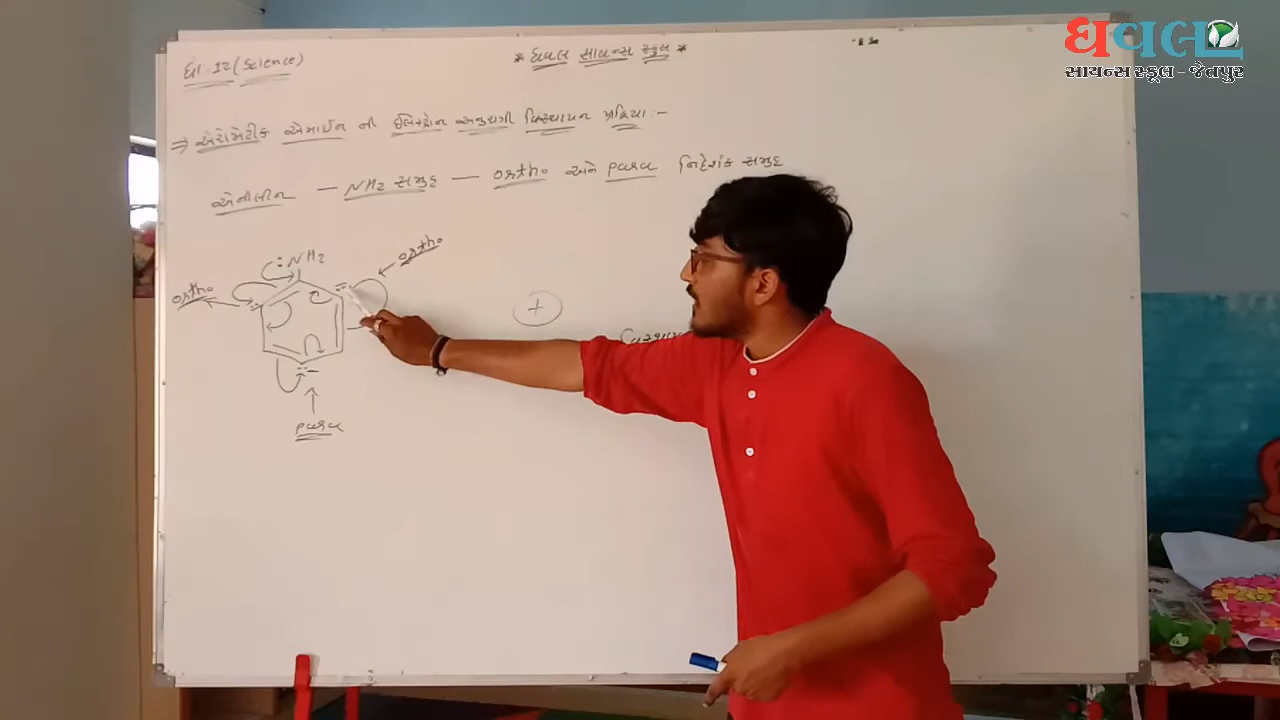 ધવલ
સાયન્સ સ્કૂલ - જેતપુર
ધો-12 (Science)
* ધવલ સાયન્સ સ્કૂલ *
⇒ એરોમેટીક એમાઈન ની ઈલેક્ટ્રોન અનુરાગી વિસ્થાપન પ્રક્રિયા :-
એનીલીન — NH2 સમુહ — ortho અને para નિર્દેશક સમુહ
:NH2
ortho
ortho
+
para